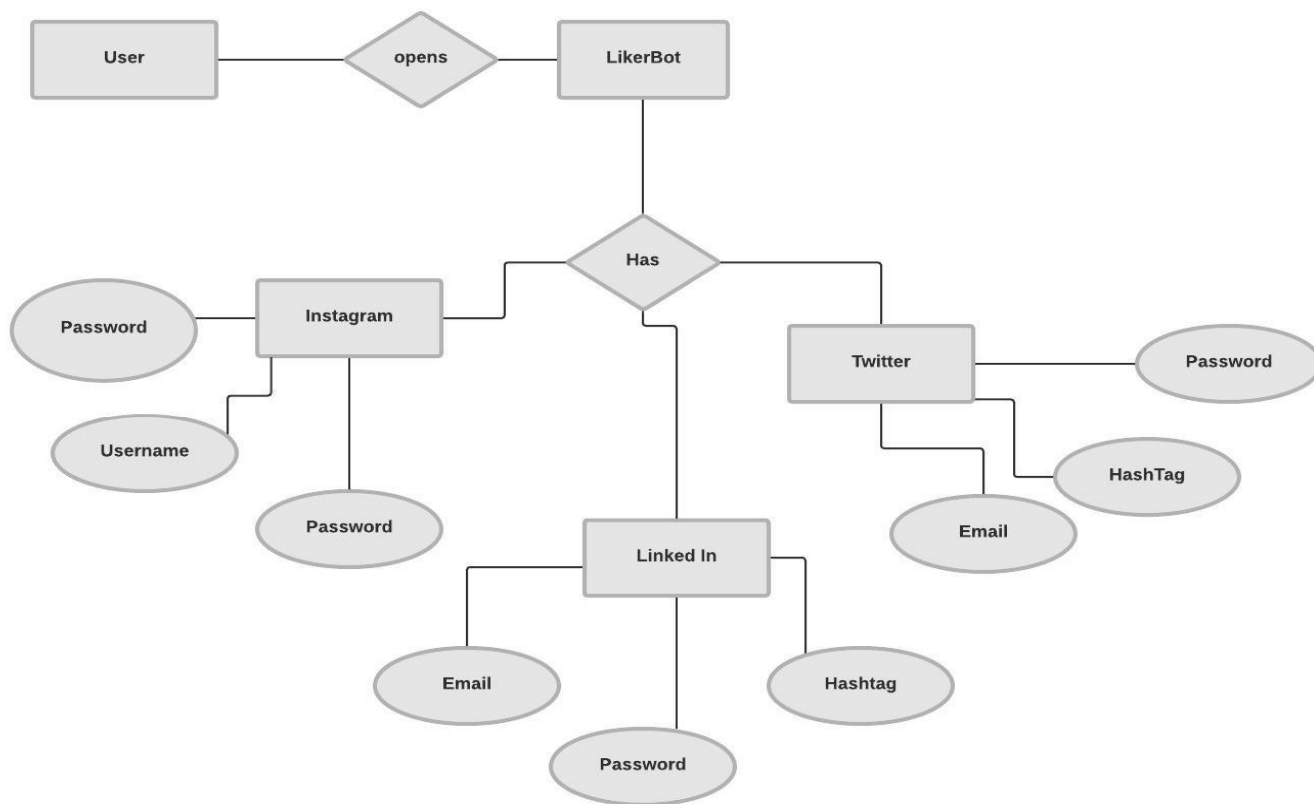 User
opens
LikerBot
Has
Instagram
Password
Username
Password
Twitter
Password
HashTag
Email
Linked In
Email
Hashtag
Password